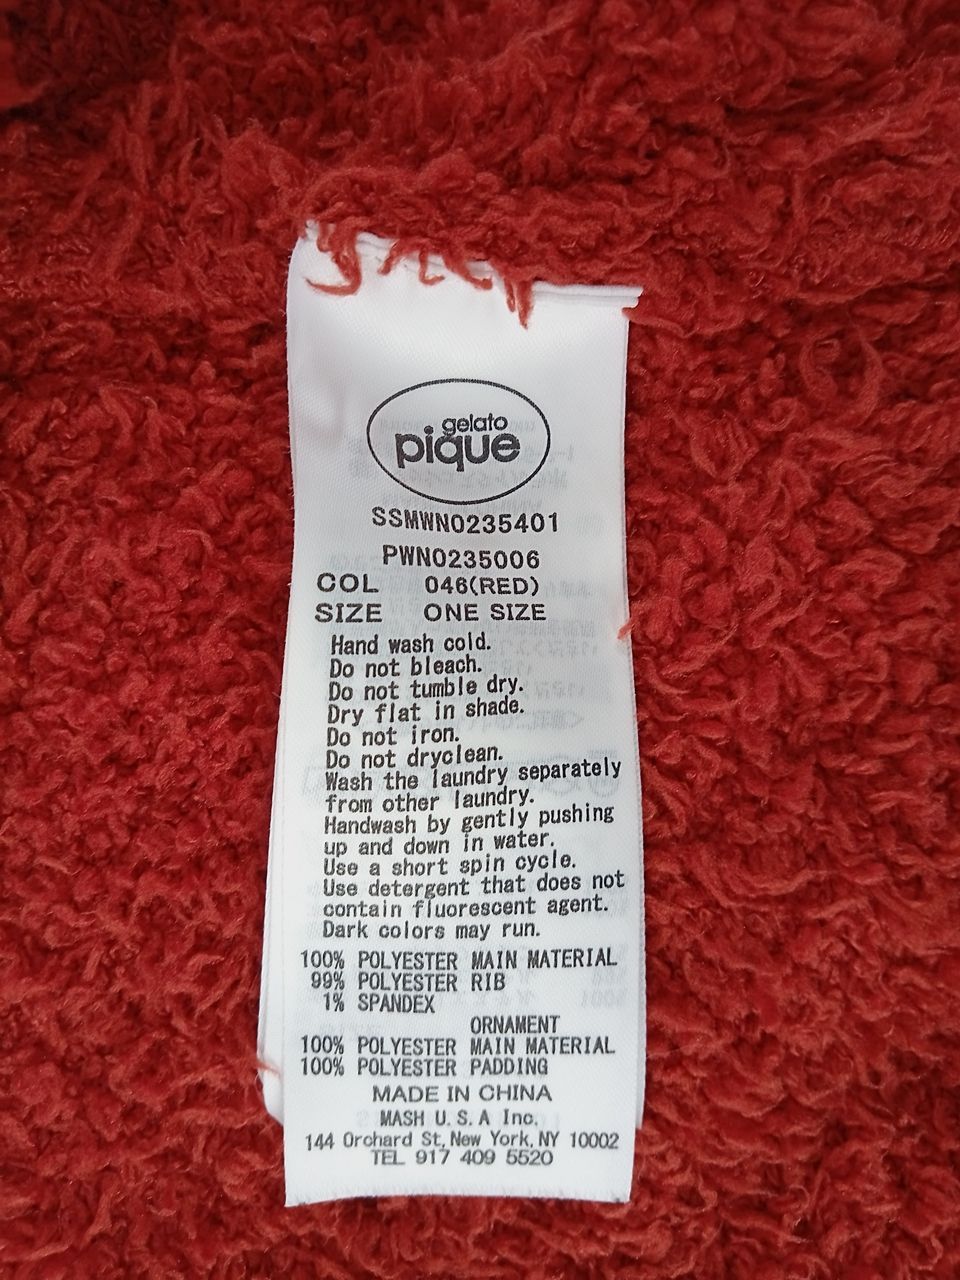 gelato
pique
SSMWN0235401
PWN0235006
COL 046(RED)
SIZE ONE SIZE
Hand wash cold.
Do not bleach.
Do not tumble dry.
Dry flat in shade.
Do not iron.
Do not dryclean.
Wash the laundry separately
from other laundry.
Handwash by gently pushing
up and down in water.
Use a short spin cycle.
Use detergent that does not
contain fluorescent agent.
Dark colors may run.
100% POLYESTER MAIN MATERIAL
99% POLYESTER RIB
1% SPANDEX
ORNAMENT
100% POLYESTER MAIN MATERIAL
100% POLYESTER PADDING
MADE IN CHINA
MASH U.S.A Inc.
144 Orchard St, New York, NY 10002
TEL 917 409 5520